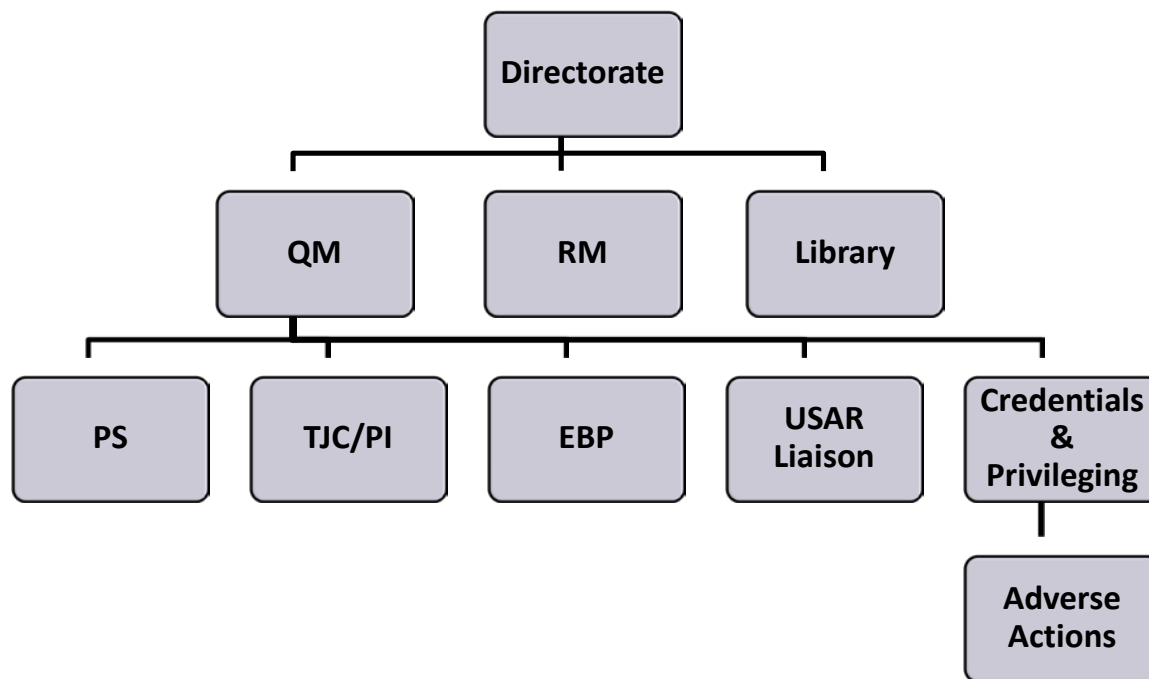 Directorate
QM
RM
Library
PS
TJC/PI
EBP
USAR
Liaison
Credentials
&
Privileging
Adverse
Actions